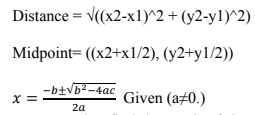 Distance = √((x2-x1)^2 + (y2-y1)^2)
Midpoint= ((x2+x1/2), (y2+y1/2))
x = −b±√b²−4ac / 2a Given (a≠0.)